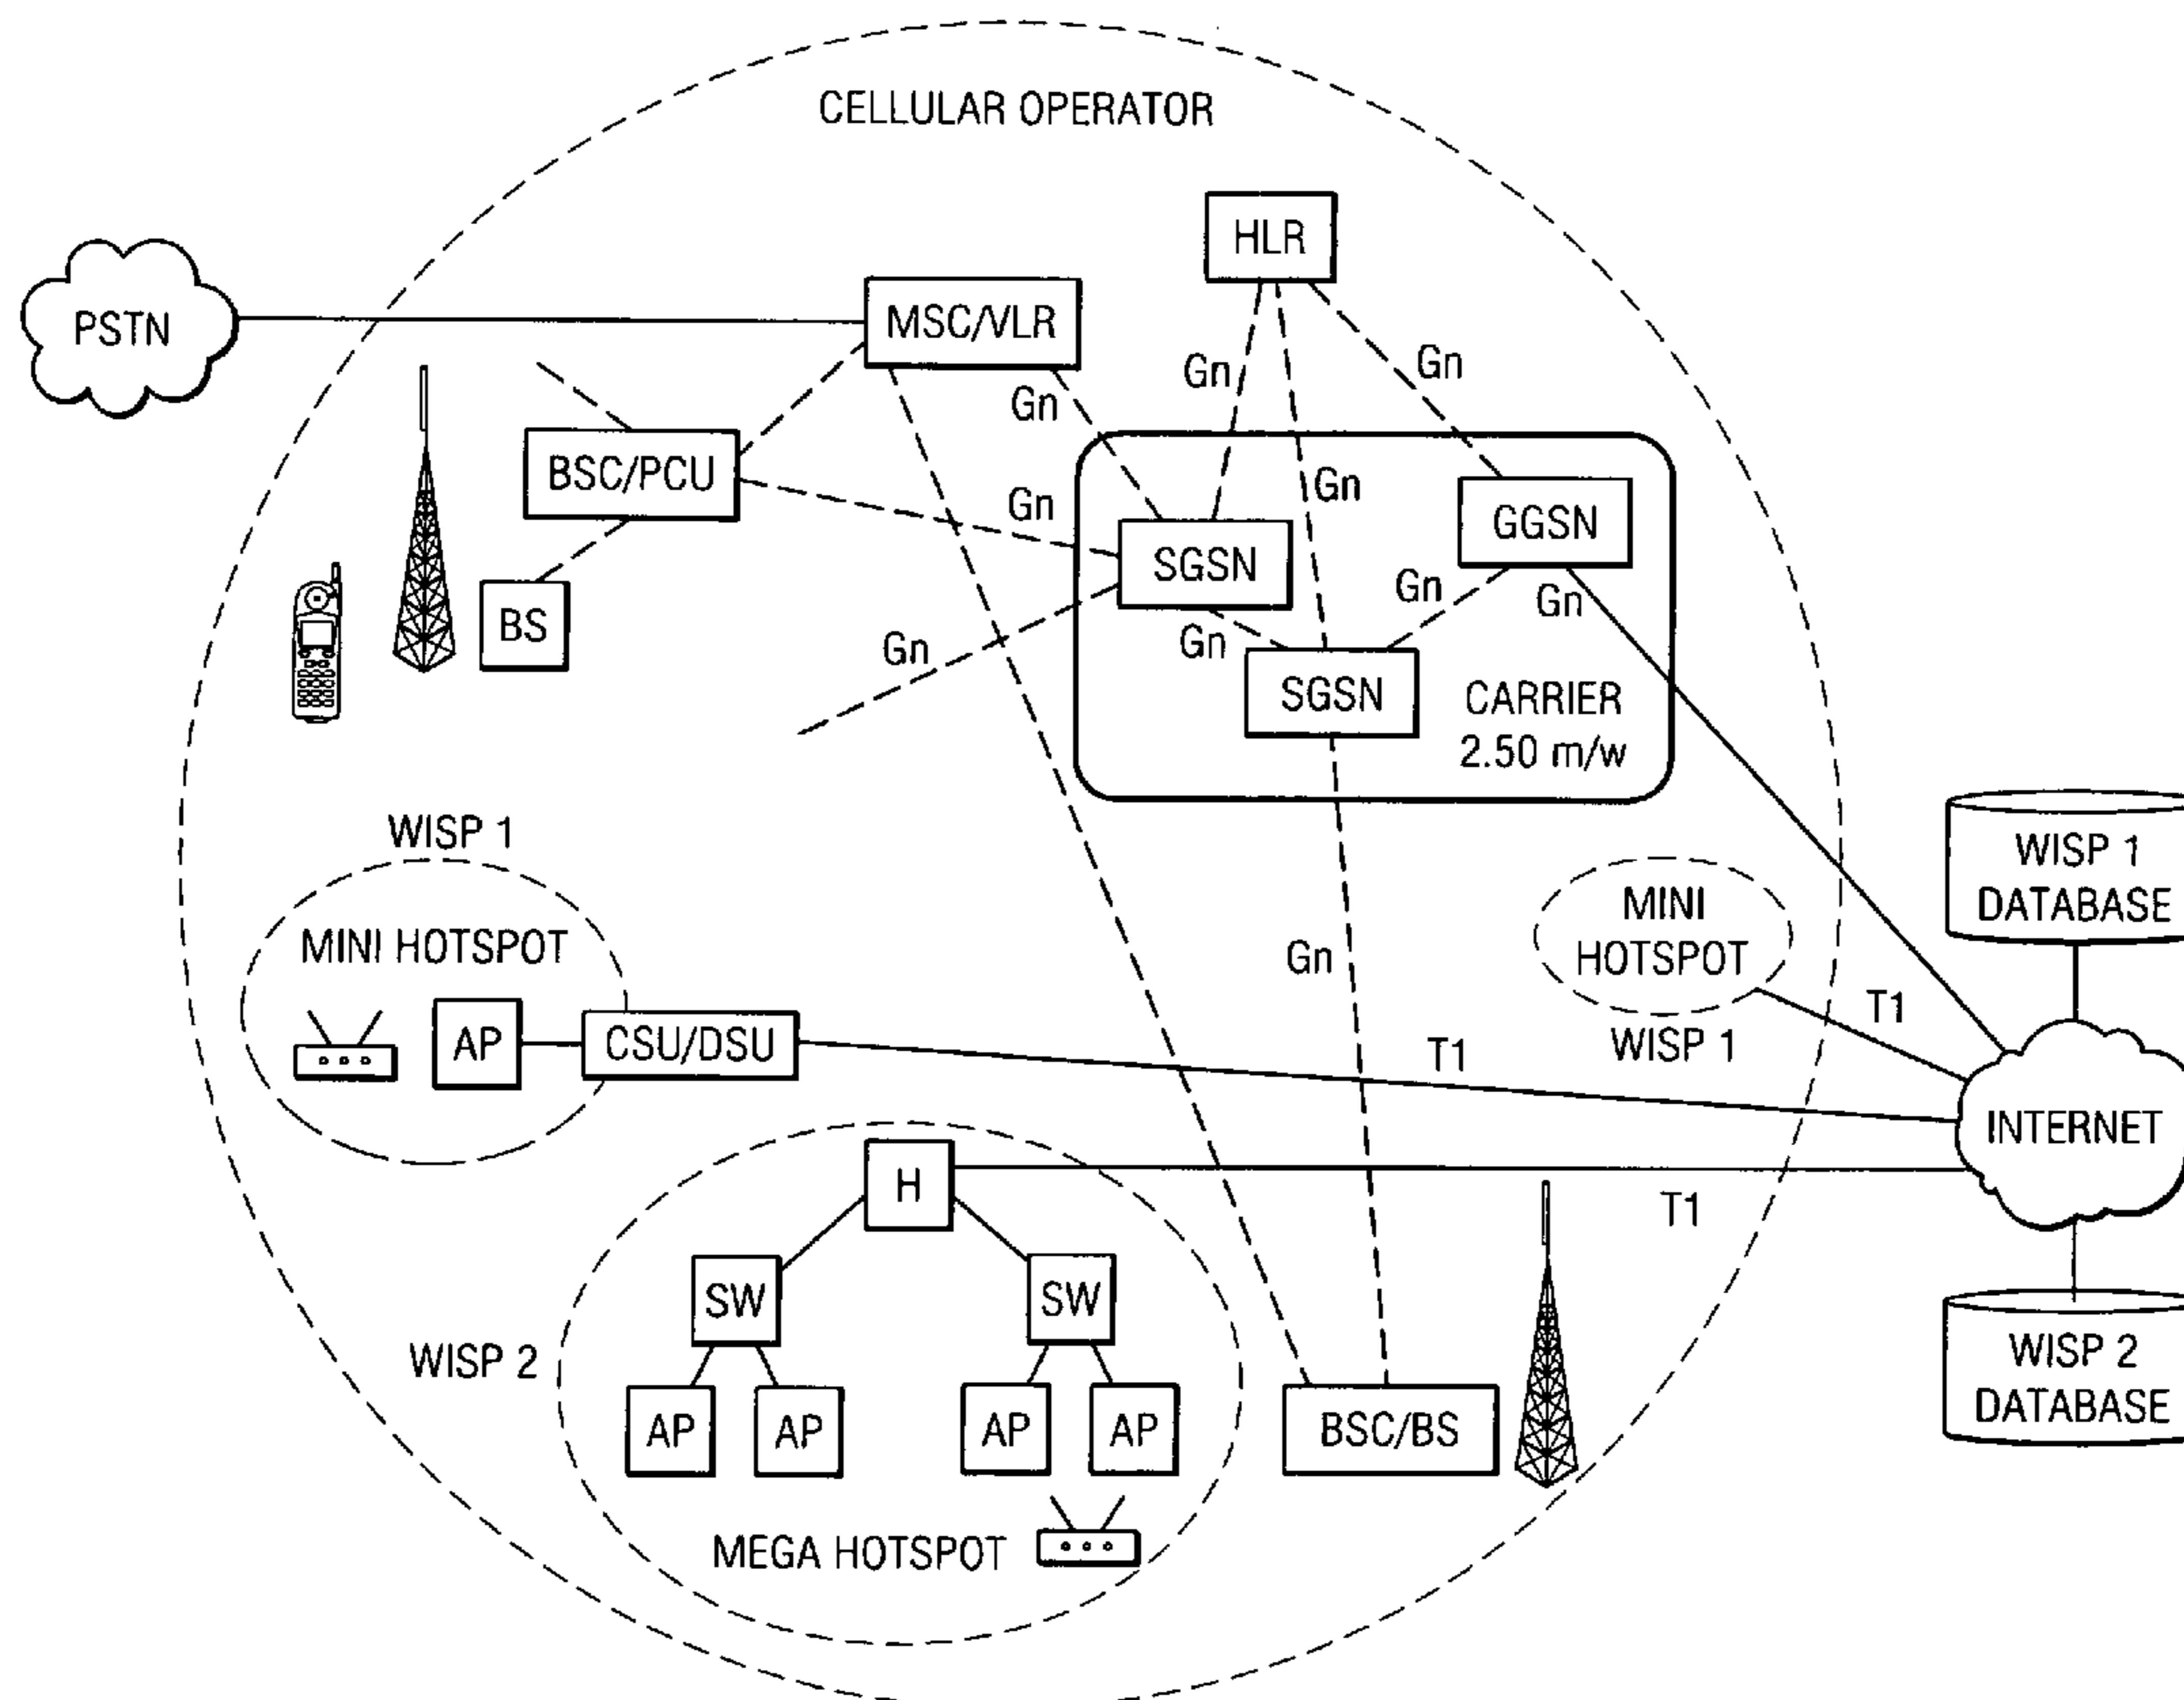 CELLULAR OPERATOR
HLR
PSTN
MSC/VLR
Gn
Gn
Gn
BSC/PCU
Gn
Gn
GGSN
SGSN
BS
Gn
Gn
Gn
Gn
SGSN
CARRIER
2.50 m/w
WISP 1
WISP 1
DATABASE
MINI
HOTSPOT
MINI HOTSPOT
Gn
T1
AP
CSU/DSU
T1
WISP 1
INTERNET
H
T1
SW
SW
WISP 2
AP
AP
AP
AP
BSC/BS
WISP 2
DATABASE
MEGA HOTSPOT